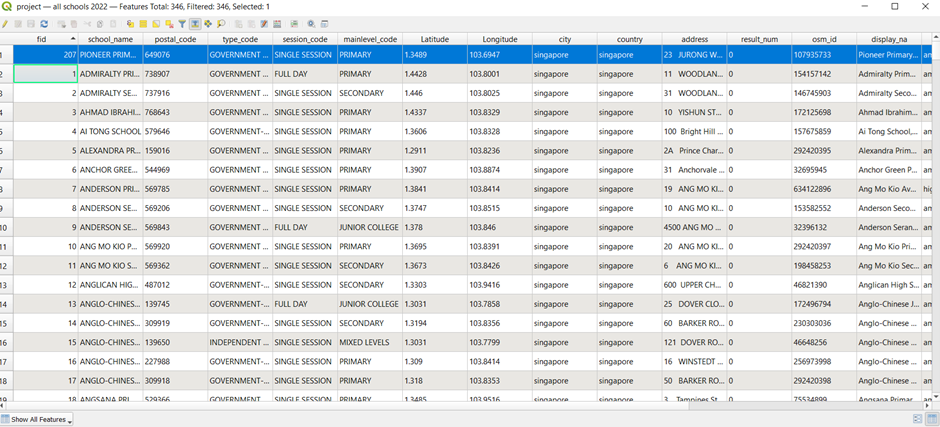 project — all schools 2022 — Features Total: 346, Filtered: 346, Selected: 1
fid school_name postal_code type_code session_code mainlevel_code Latitude Longitude city country address result_num osm_id display_na
1 207 PIONEER PRIM... 649076 GOVERNMENT ... SINGLE SESSION PRIMARY 1.3489 103.6947 singapore singapore 23 JURONG W... 0 107935733 Pioneer Primary... am
2 1 ADMIRALTY PRI... 738907 GOVERNMENT ... FULL DAY PRIMARY 1.4428 103.8001 singapore singapore 11 WOODLAN... 0 154157142 Admiralty Prim... am
3 2 ADMIRALTY SE... 737916 GOVERNMENT ... SINGLE SESSION SECONDARY 1.446 103.8025 singapore singapore 31 WOODLAN... 0 146745903 Admiralty Seco... am
4 3 AHMAD IBRAHI... 768643 GOVERNMENT ... SINGLE SESSION PRIMARY 1.4337 103.8329 singapore singapore 10 YISHUN ST... 0 172125698 Ahmad Ibrahim... am
5 4 AI TONG SCHOOL 579646 GOVERNMENT-... SINGLE SESSION PRIMARY 1.3606 103.8328 singapore singapore 100 Bright Hill ... 0 157675859 Ai Tong School,... am
6 5 ALEXANDRA PR... 159016 GOVERNMENT ... SINGLE SESSION PRIMARY 1.2911 103.8236 singapore singapore 2A Prince Char... 0 292420395 Alexandra Prim... am
7 6 ANCHOR GREE... 544969 GOVERNMENT ... SINGLE SESSION PRIMARY 1.3907 103.8874 singapore singapore 31 Anchorvale ... 0 32695945 Anchor Green P... am
8 7 ANDERSON PRI... 569785 GOVERNMENT ... SINGLE SESSION PRIMARY 1.3841 103.8414 singapore singapore 19 ANG MO KI... 0 634122896 Ang Mo Kio Av... hig
9 8 ANDERSON SE... 569206 GOVERNMENT ... SINGLE SESSION SECONDARY 1.3747 103.8515 singapore singapore 10 ANG MO KI... 0 153582552 Anderson Seco... am
10 9 ANDERSON SE... 569843 GOVERNMENT ... FULL DAY JUNIOR COLLEGE 1.378 103.846 singapore singapore 4500 ANG MO ... 0 32396132 Anderson Seran... am
11 10 ANG MO KIO P... 569920 GOVERNMENT ... SINGLE SESSION PRIMARY 1.3695 103.8391 singapore singapore 20 ANG MO KI... 0 292420397 Ang Mo Kio Pri... am
12 11 ANG MO KIO S... 569362 GOVERNMENT ... SINGLE SESSION SECONDARY 1.3673 103.8426 singapore singapore 6 ANG MO KI... 0 198458253 Ang Mo Kio Sec... am
13 12 ANGLICAN HIG... 487012 GOVERNMENT-... SINGLE SESSION SECONDARY 1.3303 103.9416 singapore singapore 600 UPPER CH... 0 46821390 Anglican High S... am
14 13 ANGLO-CHINES... 139745 GOVERNMENT-... FULL DAY JUNIOR COLLEGE 1.3031 103.7858 singapore singapore 25 DOVER CLO... 0 172496794 Anglo-Chinese J... am
15 14 ANGLO-CHINES... 309919 GOVERNMENT-... SINGLE SESSION SECONDARY 1.3194 103.8356 singapore singapore 60 BARKER RO... 0 230303036 Anglo-Chinese ... am
16 15 ANGLO-CHINES... 139650 INDEPENDENT ... SINGLE SESSION MIXED LEVELS 1.3031 103.7799 singapore singapore 121 DOVER RO... 0 46648256 Anglo-Chinese ... am
17 16 ANGLO-CHINES... 227988 GOVERNMENT-... SINGLE SESSION PRIMARY 1.309 103.8414 singapore singapore 16 WINSTEDT ... 0 256973998 Anglo-Chinese ... am
18 17 ANGLO-CHINES... 309918 GOVERNMENT-... SINGLE SESSION PRIMARY 1.318 103.8353 singapore singapore 50 BARKER RO... 0 292420398 Anglo-Chinese ... am
19 18 ANGSANA PRI... 529366 GOVERNMENT ... SINGLE SESSION PRIMARY 1.3485 103.9516 singapore singapore 3 Tampines St... 0 75534899 Angsana Primar... am
Show All Features